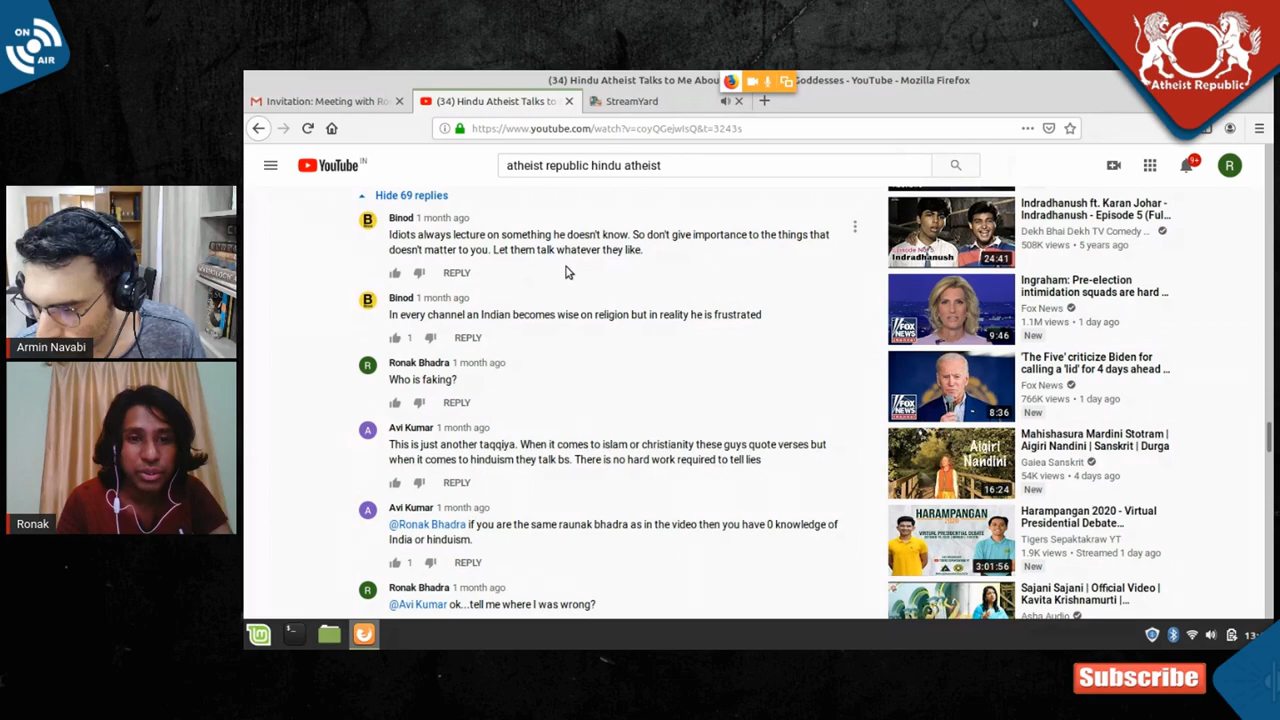 ON
AIR
Atheist Republic
(34) Hindu Atheist Talks to Me Abou
Goddesses - YouTube - Mozilla Firefox
Invitation: Meeting with Ro
(34) Hindu Atheist Talks to
StreamYard
https://www.youtube.com/watch?v=coyQGejwIsQ&t=3243s
YouTube IN
atheist republic hindu atheist
9+
R
Hide 69 replies
B
Binod 1 month ago
Idiots always lecture on something he doesn't know. So don't give importance to the things that
doesn't matter to you. Let them talk whatever they like.
REPLY
B
Binod 1 month ago
In every channel an Indian becomes wise on religion but in reality he is frustrated
1 REPLY
R
Ronak Bhadra 1 month ago
Who is faking?
REPLY
A
Avi Kumar 1 month ago
This is just another taqqiya. When it comes to islam or christianity these guys quote verses but
when it comes to hinduism they talk bs. There is no hard work required to tell lies
REPLY
A
Avi Kumar 1 month ago
@Ronak Bhadra if you are the same raunak bhadra as in the video then you have 0 knowledge of
India or hinduism.
1 REPLY
R
Ronak Bhadra 1 month ago
@Avi Kumar ok...tell me where I was wrong?
Indradhanush
24:41
Indradhanush ft. Karan Johar -
Indradhanush - Episode 5 (Ful...
Dekh Bhai Dekh TV Comedy ...
508K views • 5 years ago
FOX
NEWS
9:46
Ingraham: Pre-election
intimidation squads are hard ...
Fox News
1.1M views • 1 day ago
New
FOX
NEWS
8:36
'The Five' criticize Biden for
calling a 'lid' for 4 days ahead ...
Fox News
766K views • 1 day ago
New
Aigiri
Nandini
16:24
Mahishasura Mardini Stotram |
Aigiri Nandini | Sanskrit | Durga
Gaiea Sanskrit
54K views • 4 days ago
New
HARAMPANGAN
3:01:56
Harampangan 2020 - Virtual
Presidential Debate...
Tigers Sepaktakraw YT
1.9K views • Streamed 1 day ago
New
Sajani Sajani | Official Video |
Kavita Krishnamurti |...
Asha Audio
Armin Navabi
Ronak
13:
Subscribe